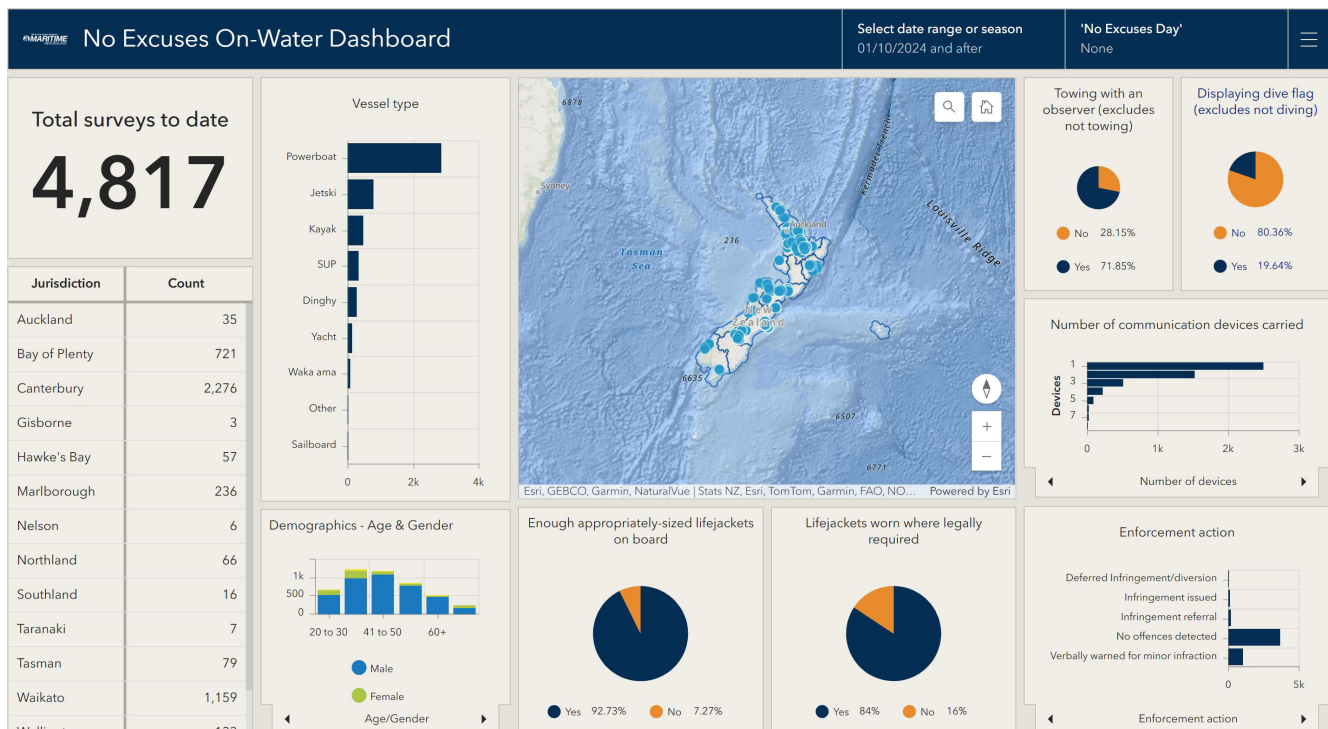 MARITIME
No Excuses On-Water Dashboard
Select date range or season
01/10/2024 and after
'No Excuses Day'
None
Total surveys to date
4,817
Jurisdiction Count
Auckland 35
Bay of Plenty 721
Canterbury 2,276
Gisborne 3
Hawke's Bay 57
Marlborough 236
Nelson 6
Northland 66
Southland 16
Taranaki 7
Tasman 79
Waikato 1,159
Vessel type
Powerboat
Jetski
Kayak
SUP
Dinghy
Yacht
Waka ama
Other
Sailboard
0 2k 4k
6878
Sydney
Tasman
Sea
236
Auckland
Kermadec Trench
Louisville Ridge
New
Zealand
6635
6507
6771
Esri, GEBCO, Garmin, NaturalVue | Stats NZ, Esri, TomTom, Garmin, FAO, NO... Powered by Esri
Towing with an
observer (excludes
not towing)
No 28.15%
Yes 71.85%
Displaying dive flag
(excludes not diving)
No 80.36%
Yes 19.64%
Number of communication devices carried
Devices
1
3
5
7
0 1k 2k 3k
Number of devices
Demographics - Age & Gender
1k
500
0
20 to 30 41 to 50 60+
Male
Female
Age/Gender
Enough appropriately-sized lifejackets
on board
Yes 92.73% No 7.27%
Lifejackets worn where legally
required
Yes 84% No 16%
Enforcement action
Deferred Infringement/diversion
Infringement issued
Infringement referral
No offences detected
Verbally warned for minor infraction
0 5k
Enforcement action